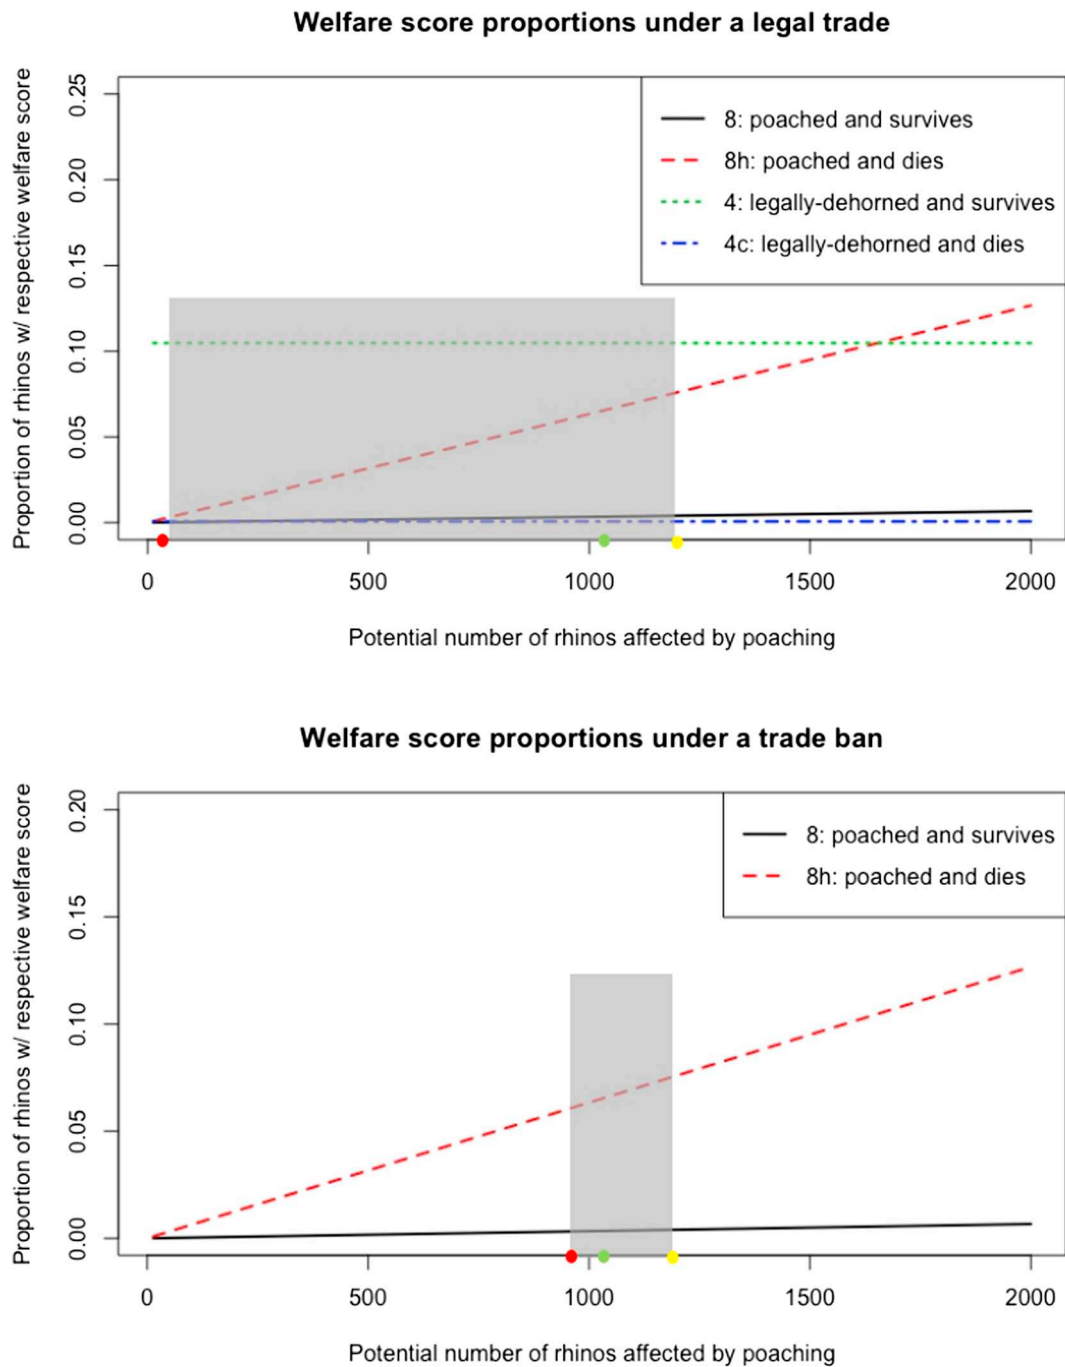 Welfare score proportions under a legal trade
Proportion of rhinos w/ respective welfare score
0.25
0.20
0.15
0.10
0.05
0.00
8: poached and survives
8h: poached and dies
4: legally-dehorned and survives
4c: legally-dehorned and dies
0 500 1000 1500 2000
Potential number of rhinos affected by poaching
Welfare score proportions under a trade ban
Proportion of rhinos w/ respective welfare score
0.20
0.15
0.10
0.05
0.00
8: poached and survives
8h: poached and dies
0 500 1000 1500 2000
Potential number of rhinos affected by poaching